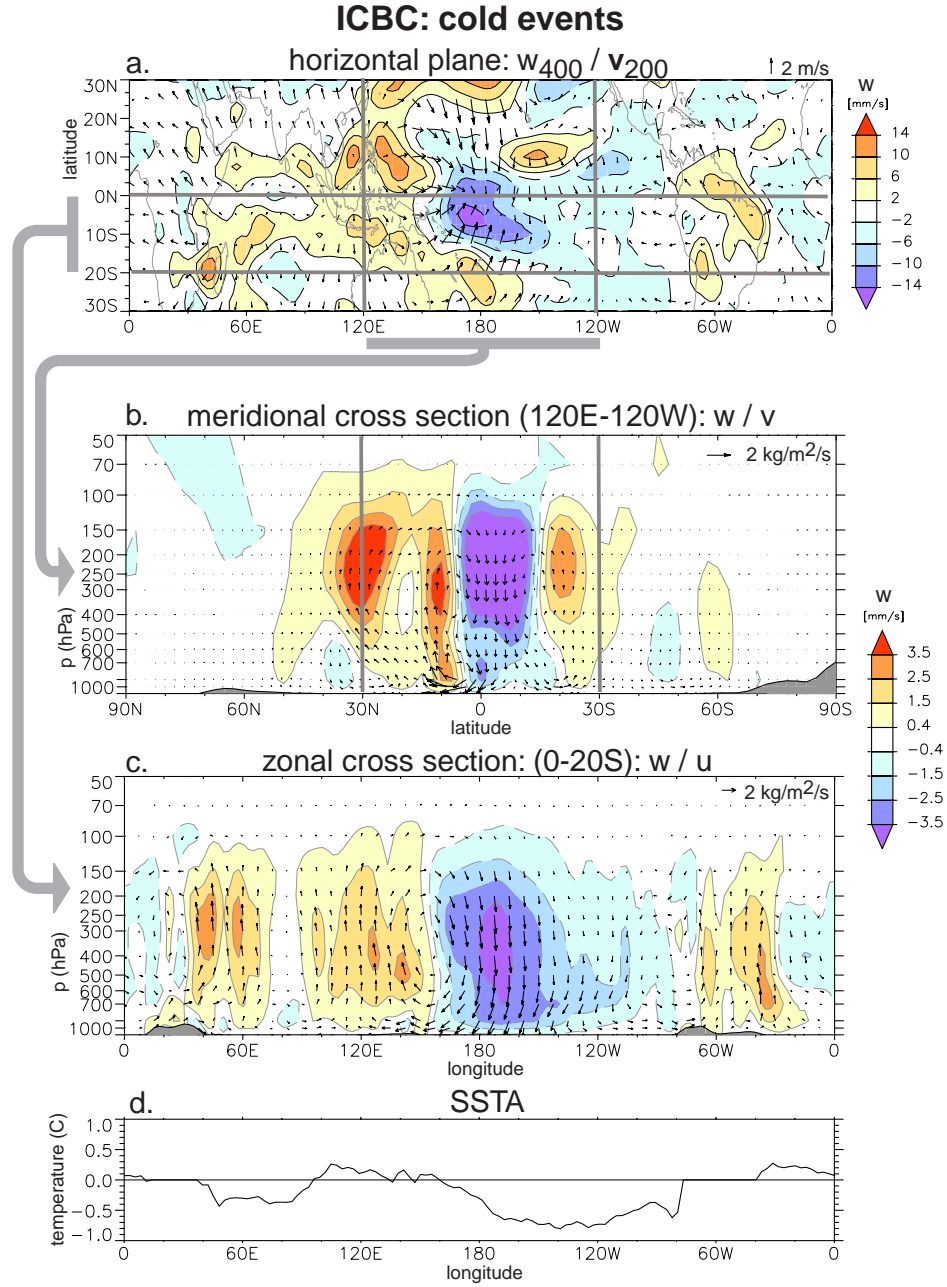 ICBC: cold events
a. horizontal plane: w400 / v200
2 m/s
30N
20N
10N
0N
10S
20S
30S
latitude
0 60E 120E 180 120W 60W 0
w
[mm/s]
14
10
6
2
−2
−6
−10
−14
b. meridional cross section (120E-120W): w / v
2 kg/m2/s
50
70
100
150
200
250
300
400
500
700
1000
p (hPa)
90N 60N 30N 0 30S 60S 90S
latitude
w
[mm/s]
3.5
2.5
1.5
0.4
−0.4
−1.5
−2.5
−3.5
c. zonal cross section: (0-20S): w / u
2 kg/m2/s
50
70
100
150
200
250
300
400
500
700
1000
p (hPa)
0 60E 120E 180 120W 60W 0
longitude
d. SSTA
1.0
0.5
0.0
−0.5
−1.0
temperature (C)
0 60E 120E 180 120W 60W 0
longitude